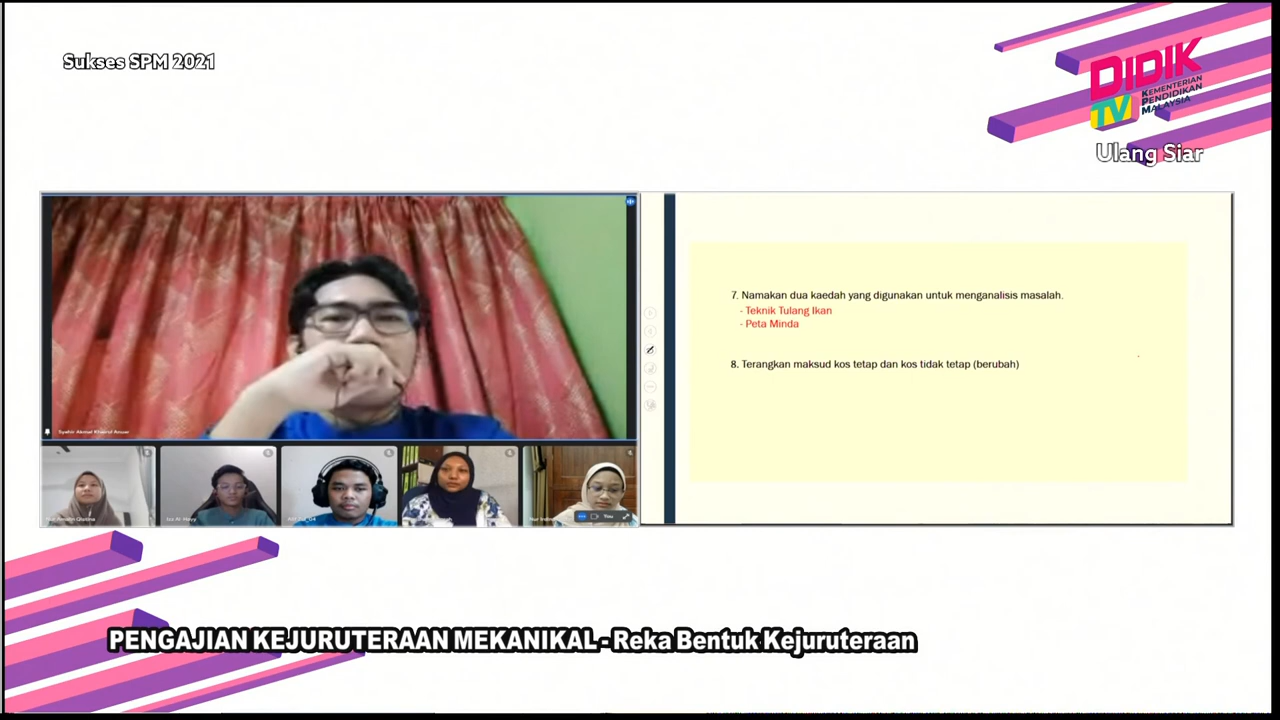 Sukses SPM 2021
DIDIK
TV
KEMENTERIAN
PENDIDIKAN
MALAYSIA
Ulang Siar
7. Namakan dua kaedah yang digunakan untuk menganalisis masalah.
- Teknik Tulang Ikan
- Peta Minda
8. Terangkan maksud kos tetap dan kos tidak tetap (berubah)
You
PENGAJIAN KEJURUTERAAN MEKANIKAL - Reka Bentuk Kejuruteraan